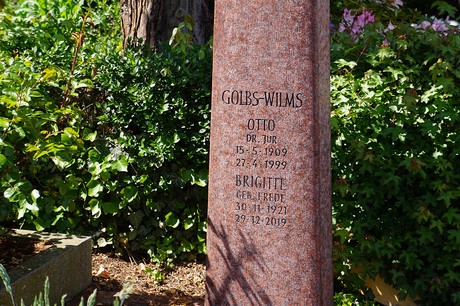 GOLBS-WILMS
OTTO
DR. JUR
15·5·1909
27·4·1999
BRIGITTE
GEB. FREDE
30·11·1921
29·12·2019